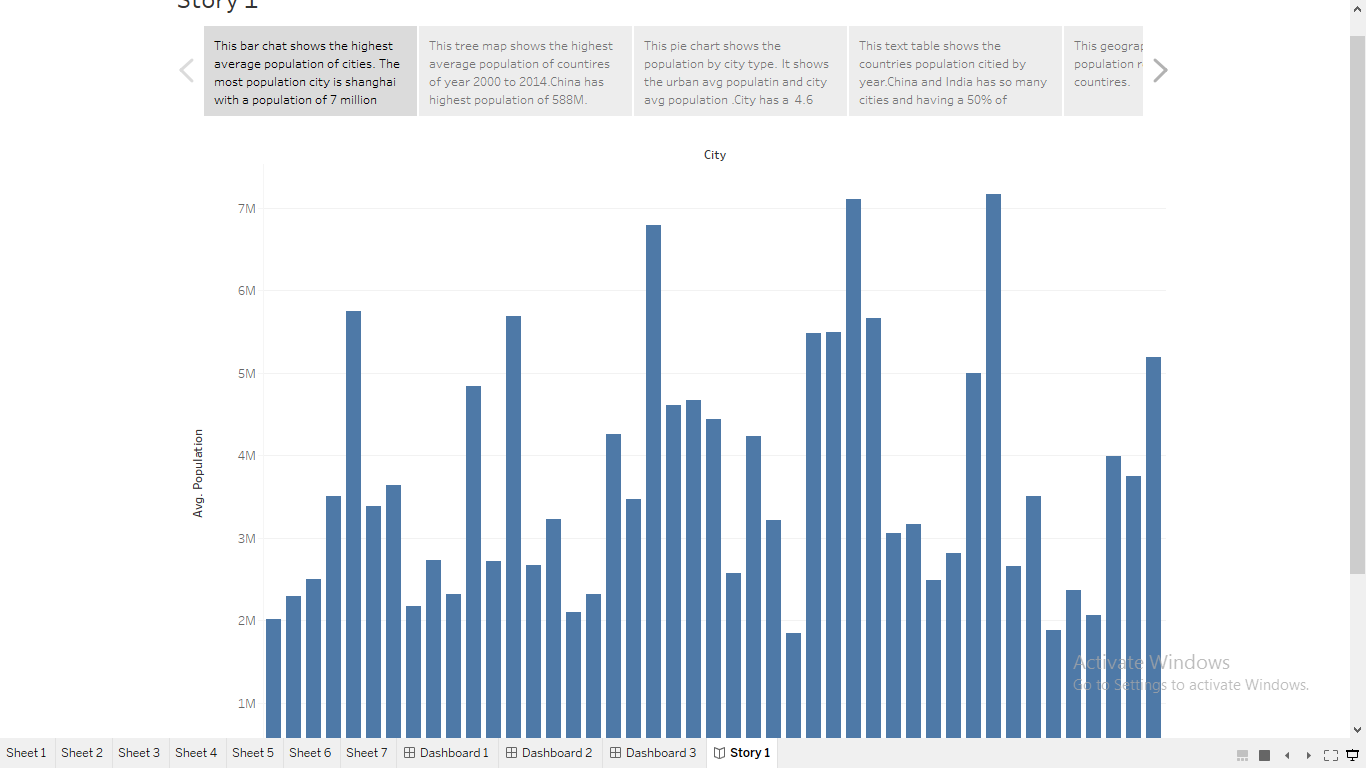 Story 1
This bar chat shows the highest
average population of cities. The
most population city is shanghai
with a population of 7 million
This tree map shows the highest
average population of countires
of year 2000 to 2014.China has
highest population of 588M.
This pie chart shows the
population by city type. It shows
the urban avg populatin and city
avg population .City has a 4.6
This text table shows the
countries population citied by
year.China and India has so many
cities and having a 50% of
This geograp
population r
countires.
City
7M
6M
5M
4M
3M
2M
1M
Avg. Population
Activate Windows
Go to Settings to activate Windows.
Sheet 1 Sheet 2 Sheet 3 Sheet 4 Sheet 5 Sheet 6 Sheet 7 Dashboard 1 Dashboard 2 Dashboard 3 Story 1